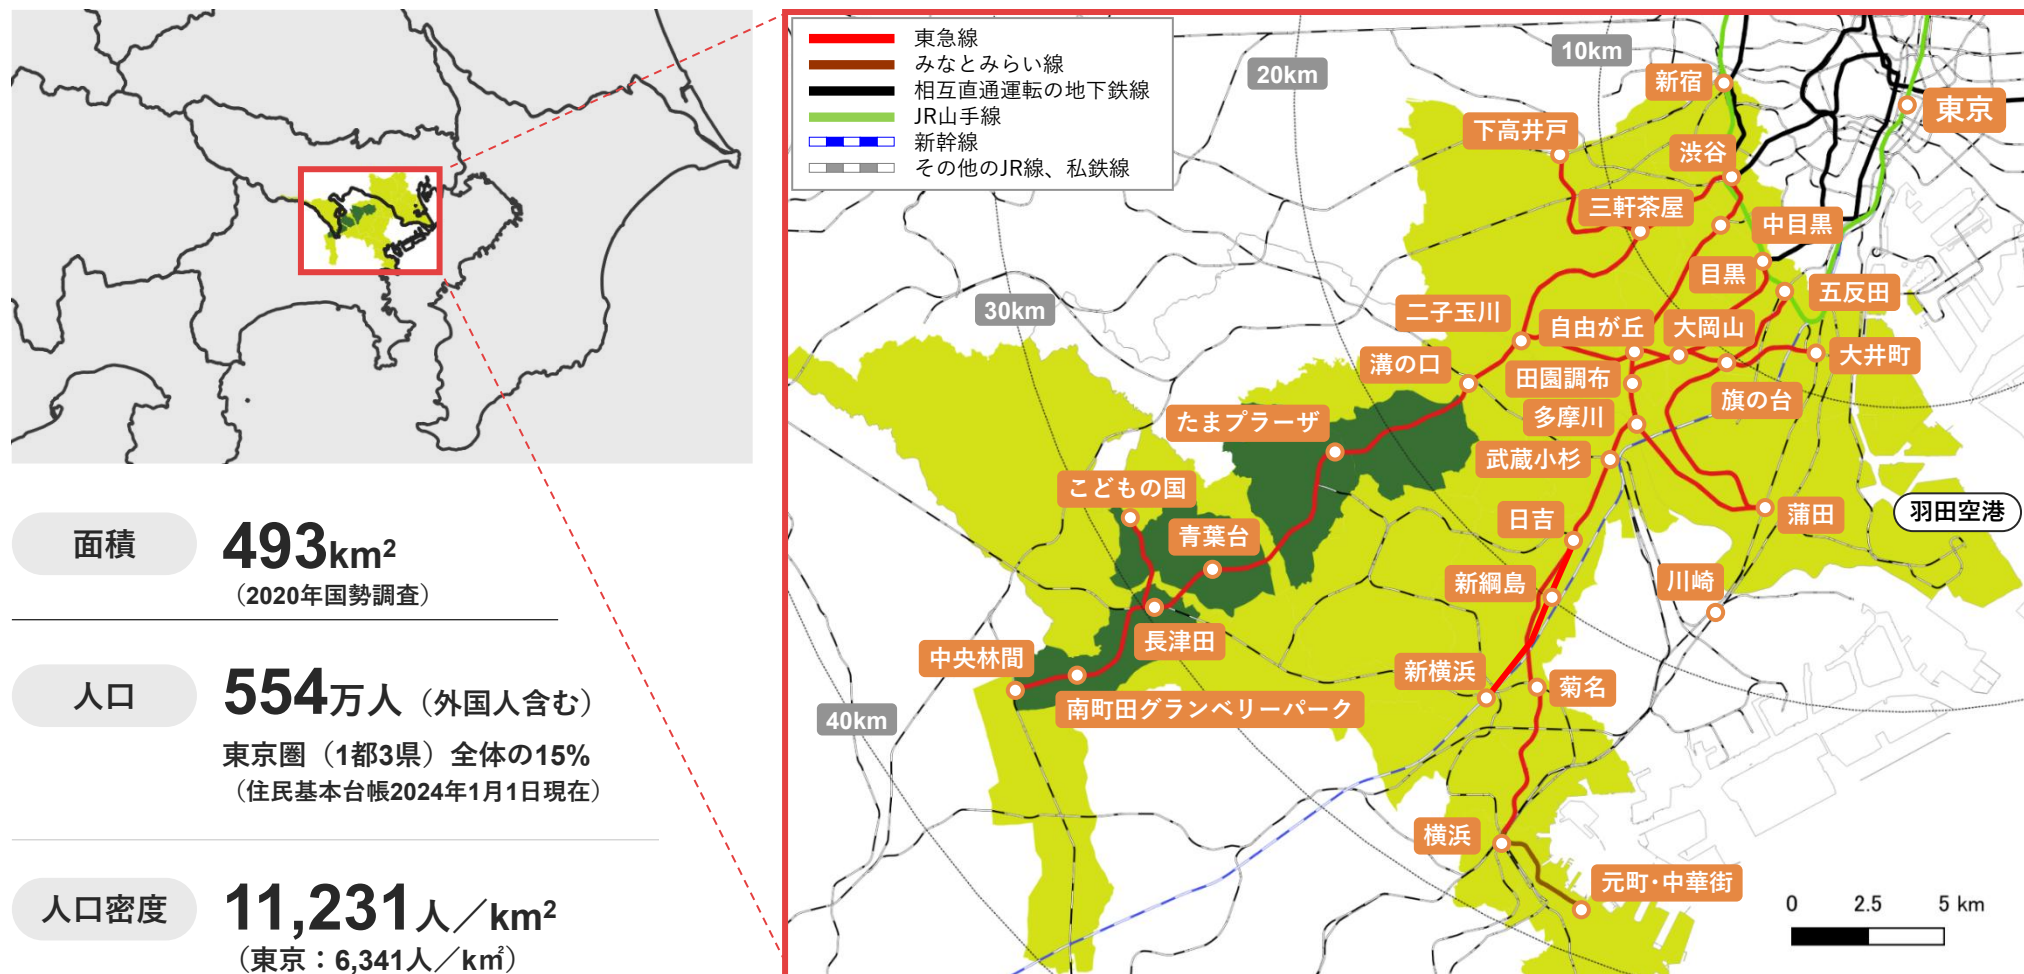 面積
493km²
（2020年国勢調査）
人口
554万人（外国人含む）
東京圏（1都3県）全体の15%
（住民基本台帳2024年1月1日現在）
人口密度
11,231人／km²
（東京：6,341人／km²）
東急線
みなとみらい線
相互直通運転の地下鉄線
JR山手線
新幹線
その他のJR線、私鉄線
10km
20km
30km
40km
新宿
東京
下高井戸
渋谷
三軒茶屋
中目黒
目黒
五反田
二子玉川
自由が丘
大岡山
大井町
溝の口
田園調布
旗の台
たまプラーザ
多摩川
武蔵小杉
こどもの国
蒲田
羽田空港
日吉
青葉台
新綱島
川崎
長津田
中央林間
新横浜
菊名
南町田グランベリーパーク
横浜
元町・中華街
0 2.5 5 km